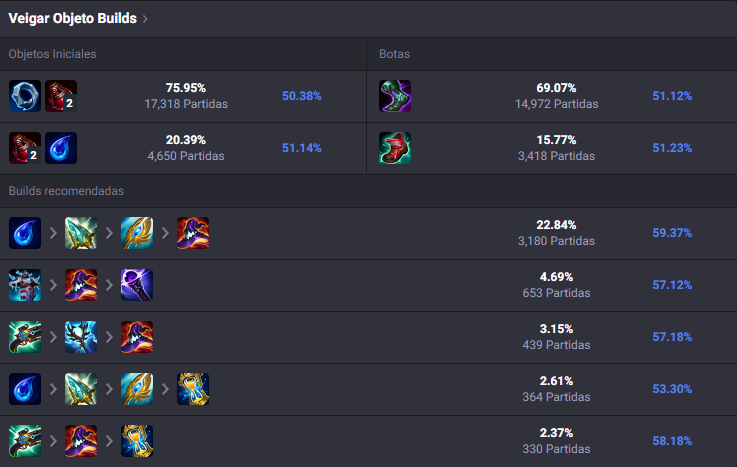 Veigar Objeto Builds >
Objetos Iniciales
Botas
2
75.95%
17,318 Partidas
50.38%
69.07%
14,972 Partidas
51.12%
2
20.39%
4,650 Partidas
51.14%
15.77%
3,418 Partidas
51.23%
Builds recomendadas
22.84%
3,180 Partidas
59.37%
4.69%
653 Partidas
57.12%
3.15%
439 Partidas
57.18%
2.61%
364 Partidas
53.30%
2.37%
330 Partidas
58.18%